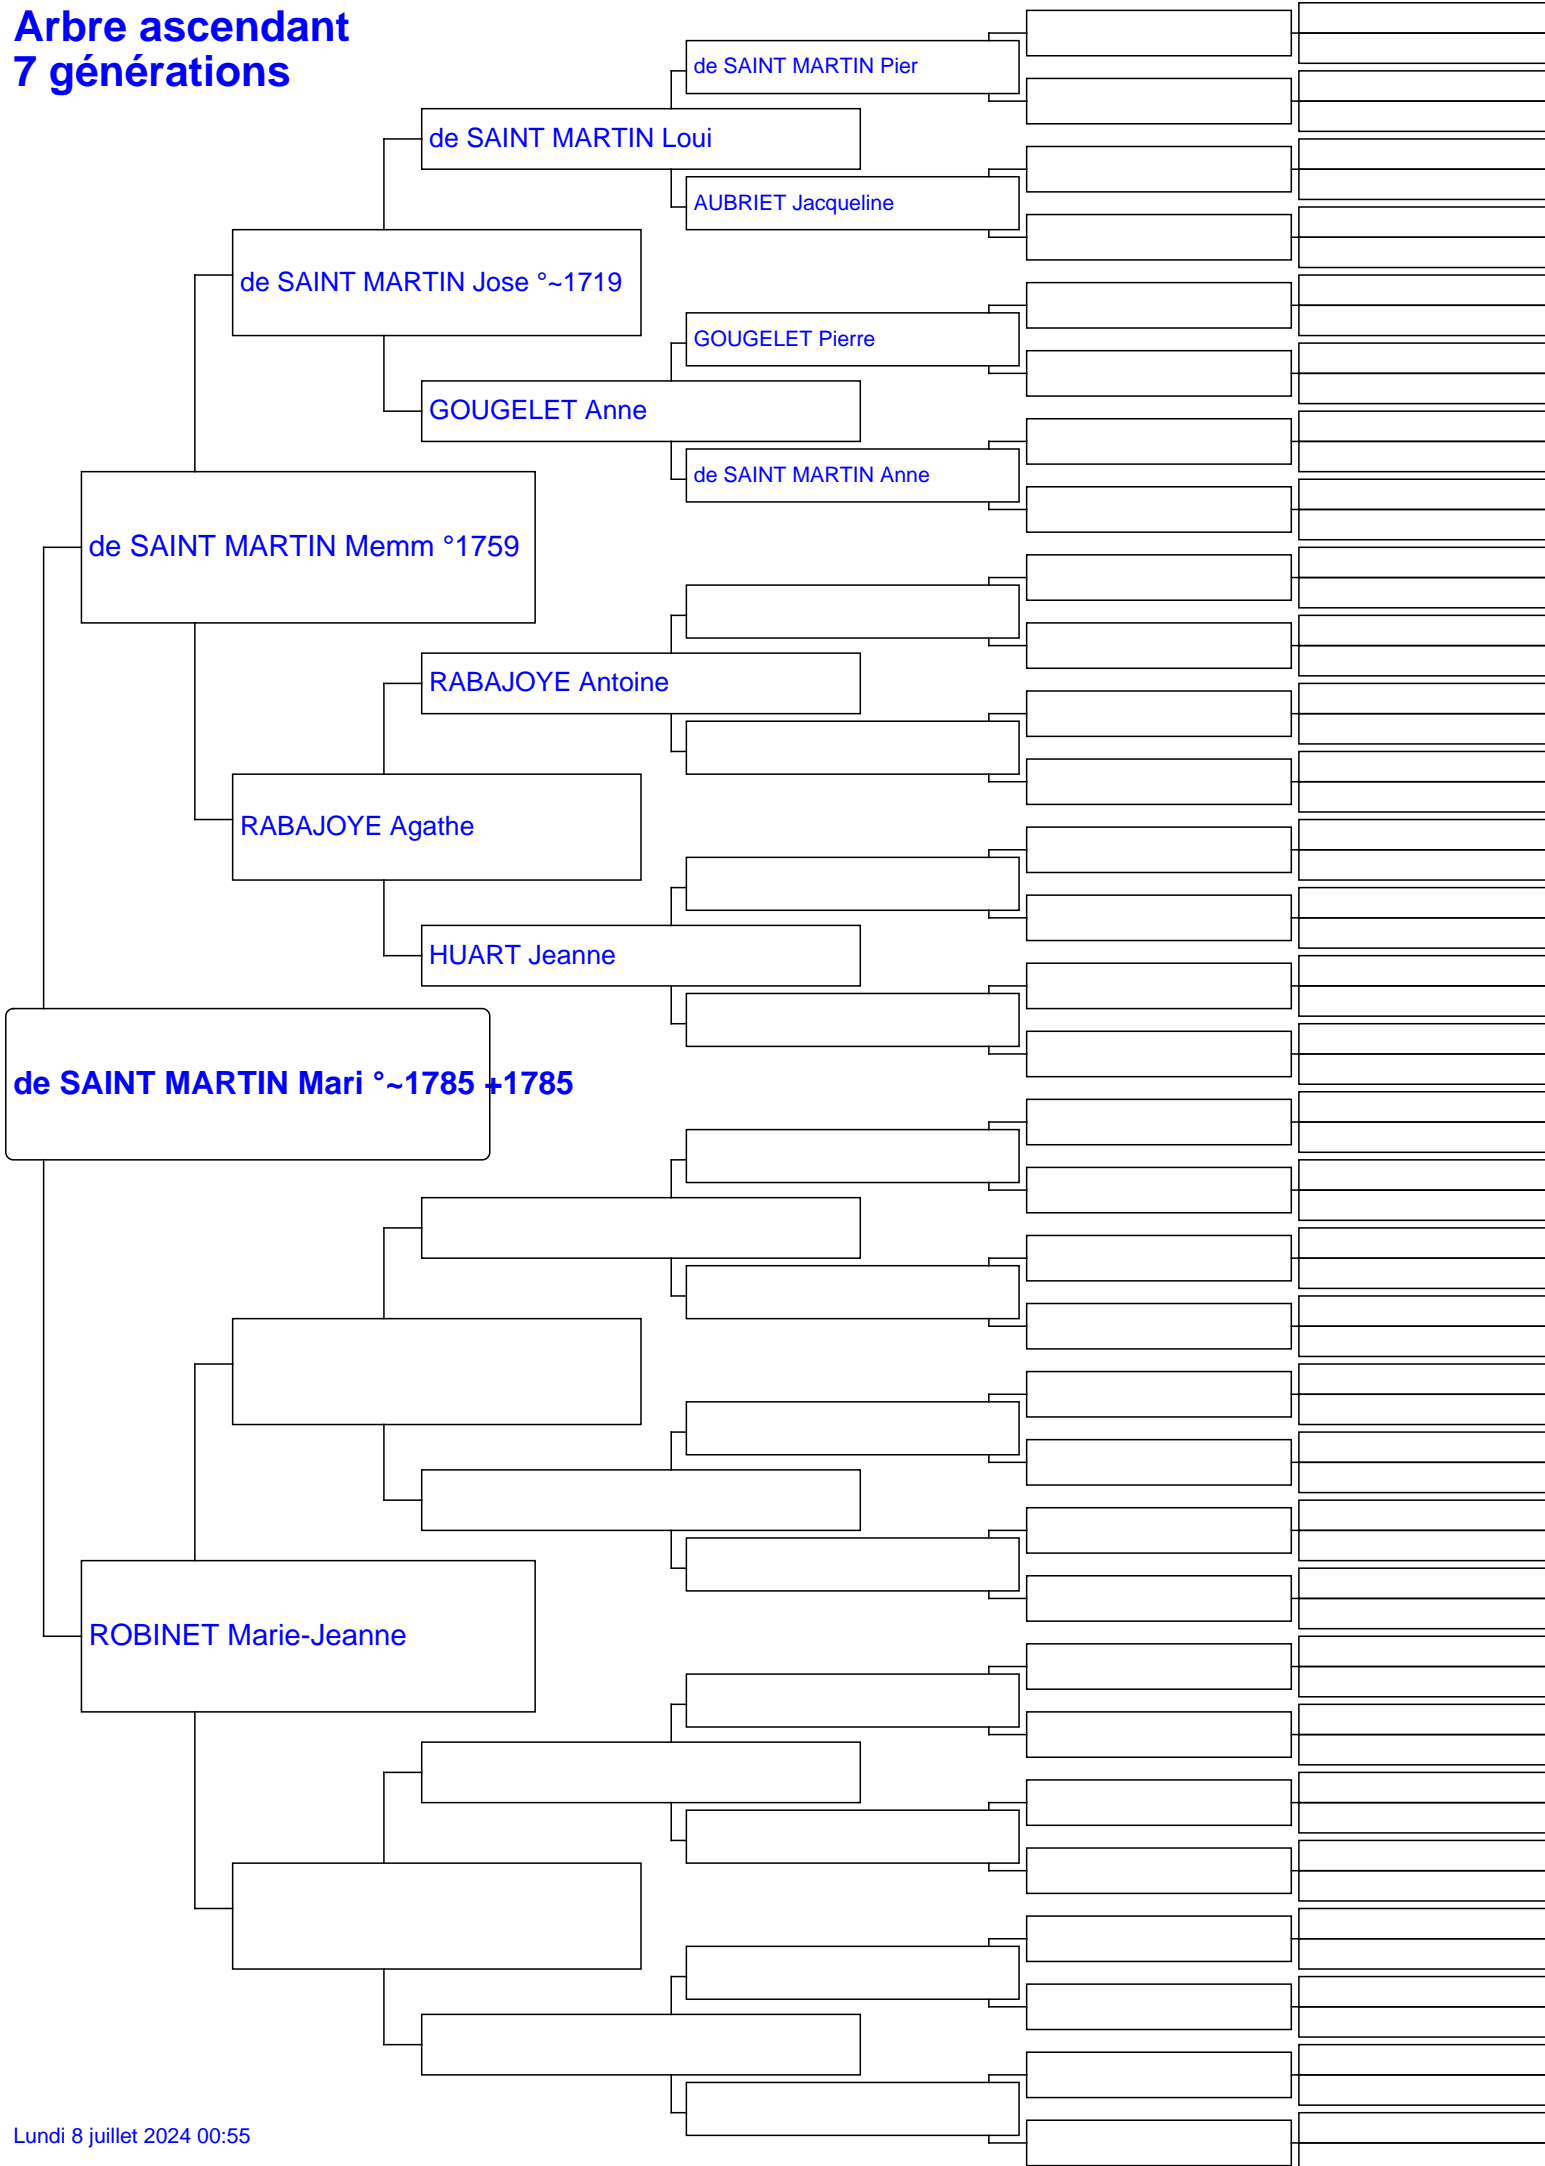 Arbre ascendant
7 générations
de SAINT MARTIN Pier
de SAINT MARTIN Loui
AUBRIET Jacqueline
de SAINT MARTIN Jose °~1719
GOUGELET Pierre
GOUGELET Anne
de SAINT MARTIN Anne
de SAINT MARTIN Memm °1759
RABAJOYE Antoine
RABAJOYE Agathe
HUART Jeanne
de SAINT MARTIN Mari °~1785 +1785
ROBINET Marie-Jeanne
Lundi 8 juillet 2024 00:55